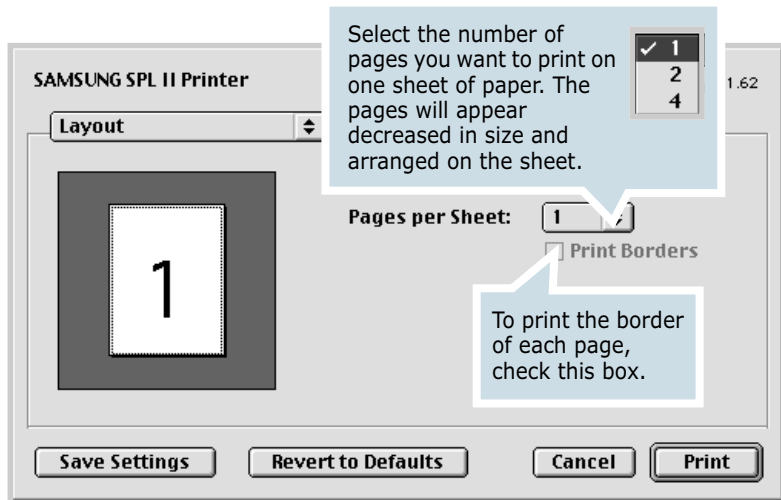 Select the number of
pages you want to print on
one sheet of paper. The
pages will appear
decreased in size and
arranged on the sheet.
✓ 1
2
4
SAMSUNG SPL II Printer
1.62
Layout
1
Pages per Sheet: 1
Print Borders
To print the border
of each page,
check this box.
Save Settings Revert to Defaults Cancel Print